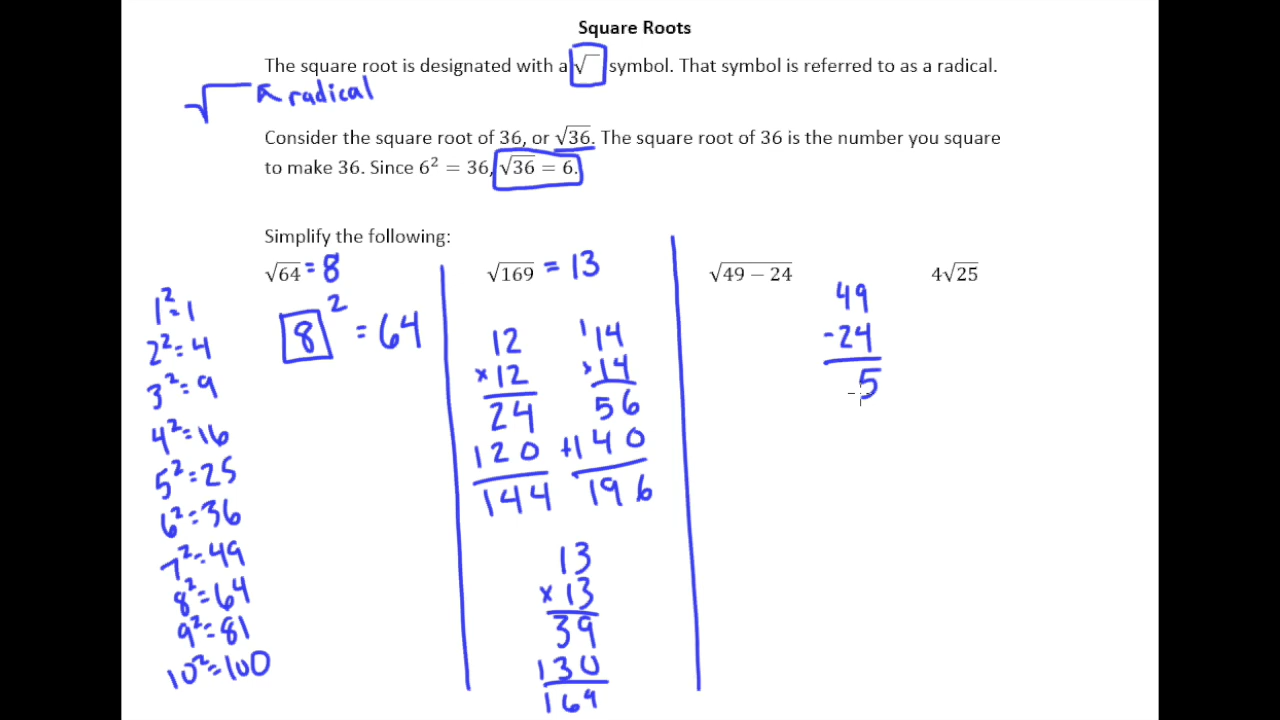 Square Roots
The square root is designated with a √ symbol. That symbol is referred to as a radical.
√ radical
Consider the square root of 36, or √36. The square root of 36 is the number you square
to make 36. Since 6² = 36, √36 = 6.
Simplify the following:
√64 = 8
√169 = 13
√49 − 24
4√25
1² = 1
2² = 4
3² = 9
4² = 16
5² = 25
6² = 36
7² = 49
8² = 64
9² = 81
10² = 100
8² = 64
12
× 12
24
120
144
1 14
× 14
56
+140
196
13
× 13
39
130
169
49
-24
5